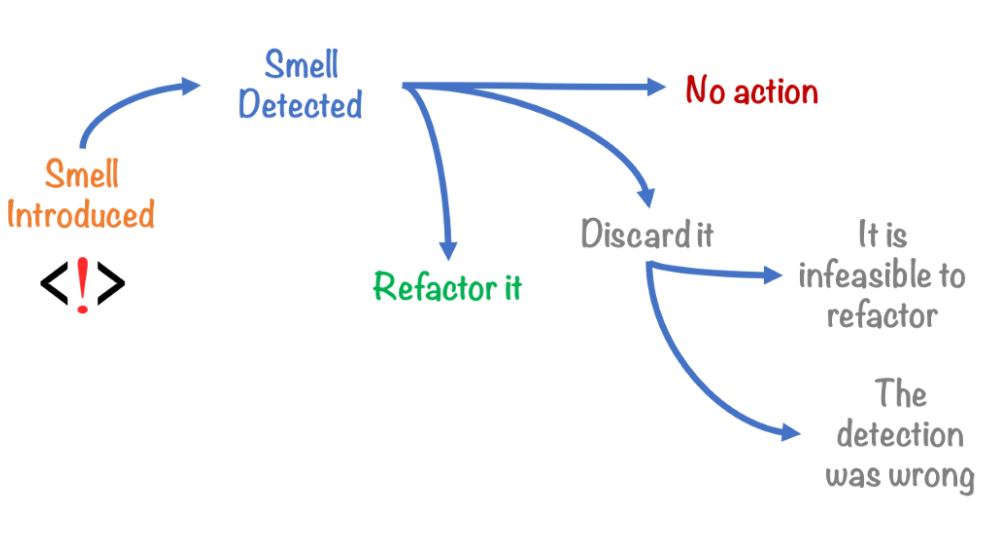 Smell
Detected
No action
Smell
Introduced
<!>
Refactor it
Discard it
It is
infeasible to
refactor
The
detection
was wrong